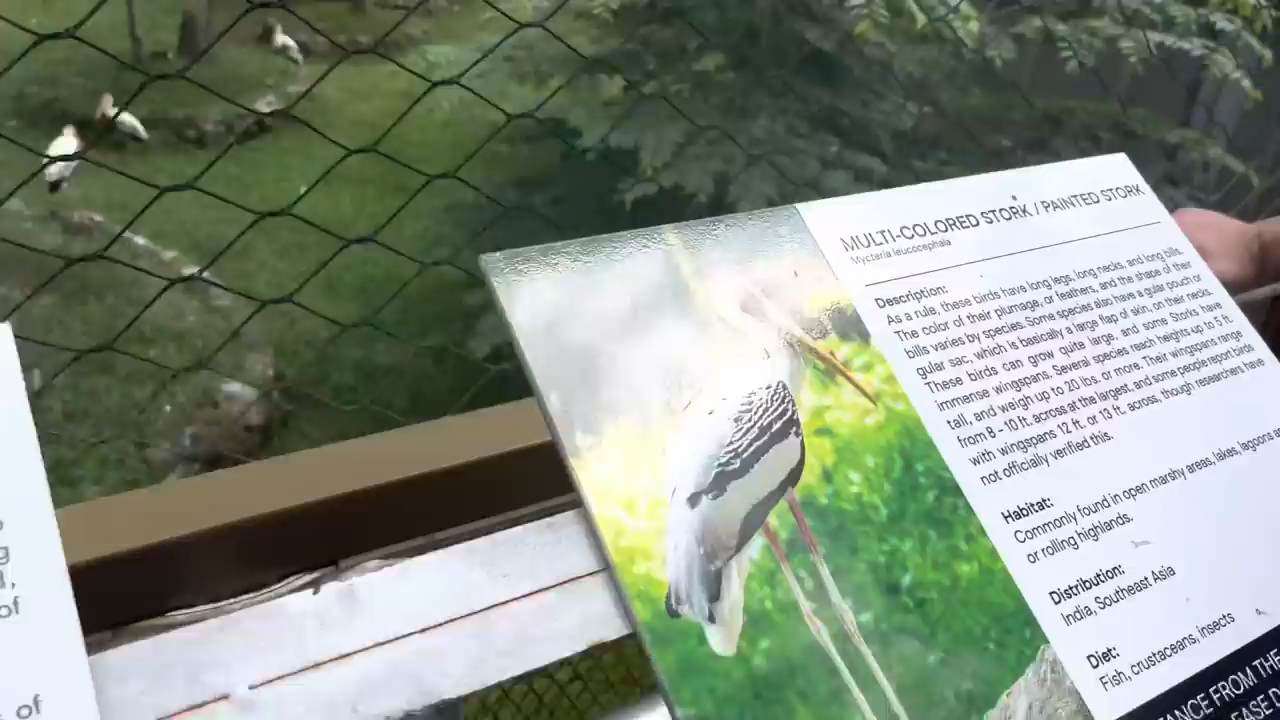 MULTI-COLORED STORK / PAINTED STORK
Mycteria leucocephala
Description:
As a rule, these birds have long legs, long necks, and long bills.
The color of their plumage, or feathers, and the shape of their
bills varies by species. Some species also have a gular pouch or
gular sac, which is basically a large flap of skin, on their necks.
These birds can grow quite large, and some Storks have
immense wingspans. Several species reach heights up to 5 ft.
tall, and weigh up to 20 lbs. or more. Their wingspans range
from 8 - 10 ft. across at the largest, and some people report birds
with wingspans 12 ft. or 13 ft. across, though researchers have
not officially verified this.
Habitat:
Commonly found in open marshy areas, lakes, lagoons
or rolling highlands.
Distribution:
India, Southeast Asia
Diet:
Fish, crustaceans, insects
FROM THE
of
of